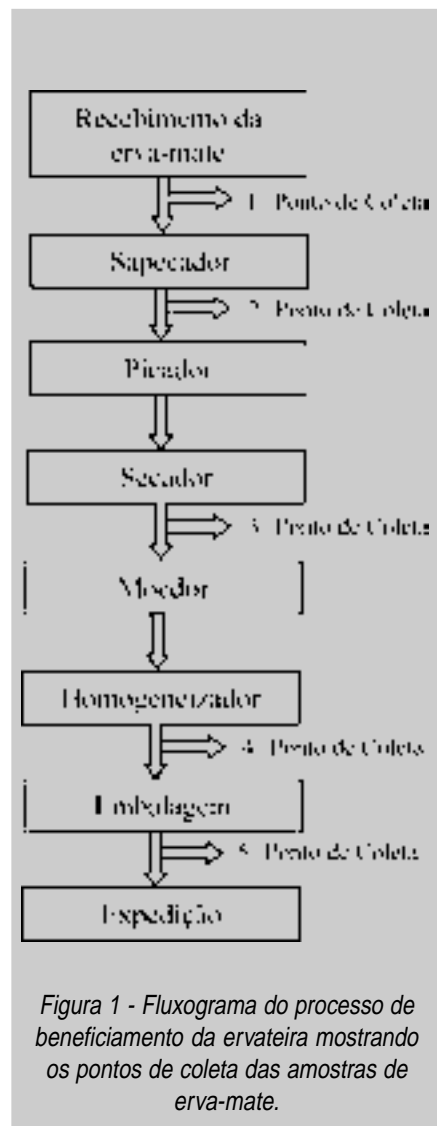 Recebimento da
erva-mate
1 Ponto de Coleta
Sapecador
2 Ponto de Coleta
Picador
Secador
3 Ponto de Coleta
Moedor
Homogeneizador
4 Ponto de Coleta
Embalagem
5 Ponto de Coleta
Expedição
Figura 1 - Fluxograma do processo de
beneficiamento da ervateira mostrando
os pontos de coleta das amostras de
erva-mate.